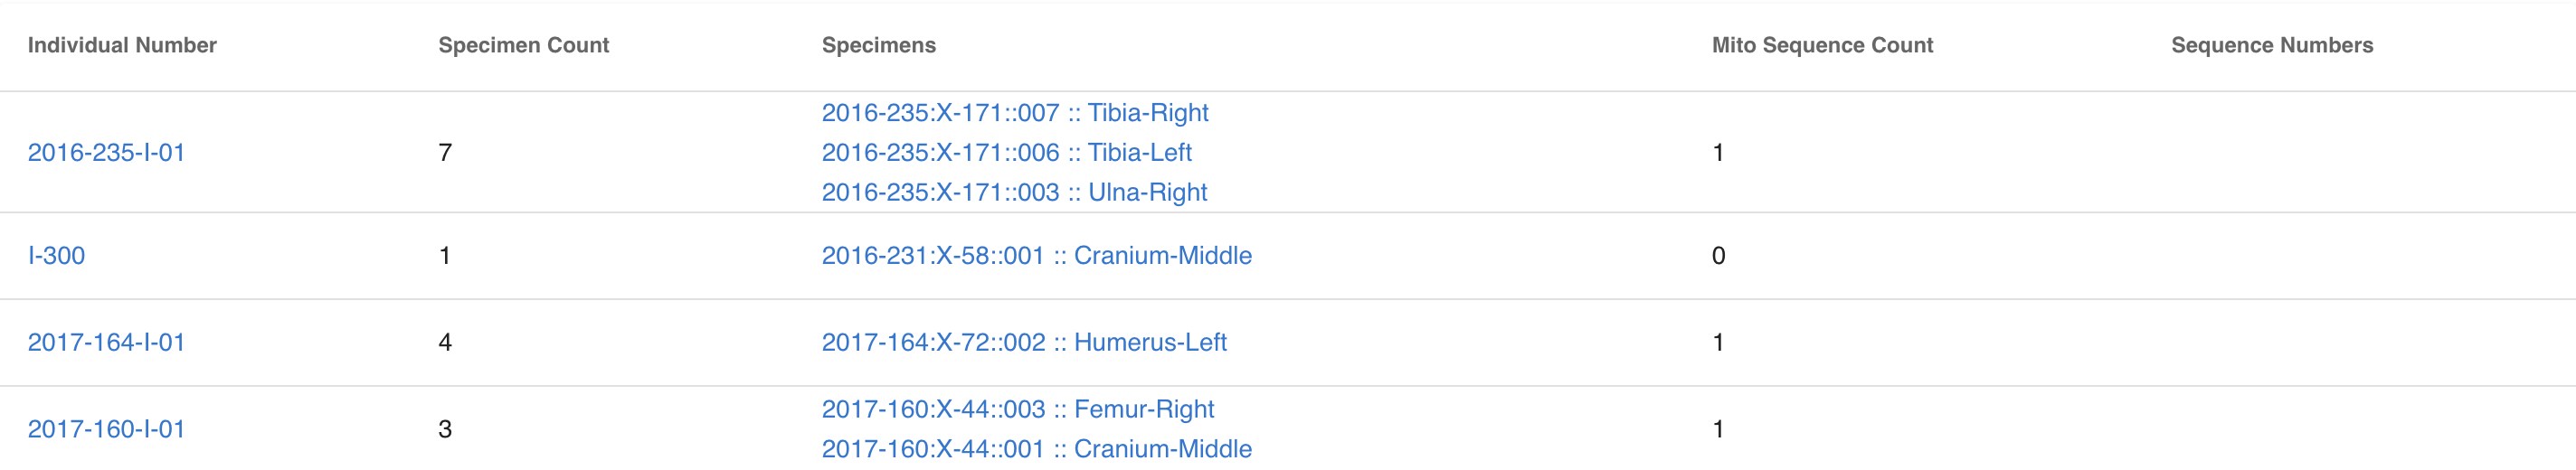 Individual Number Specimen Count Specimens Mito Sequence Count Sequence Numbers
2016-235:X-171::007 :: Tibia-Right
2016-235-I-01 7 2016-235:X-171::006 :: Tibia-Left 1
2016-235:X-171::003 :: Ulna-Right
I-300 1 2016-231:X-58::001 :: Cranium-Middle 0
2017-164-I-01 4 2017-164:X-72::002 :: Humerus-Left 1
2017-160:X-44::003 :: Femur-Right
2017-160-I-01 3 1
2017-160:X-44::001 :: Cranium-Middle